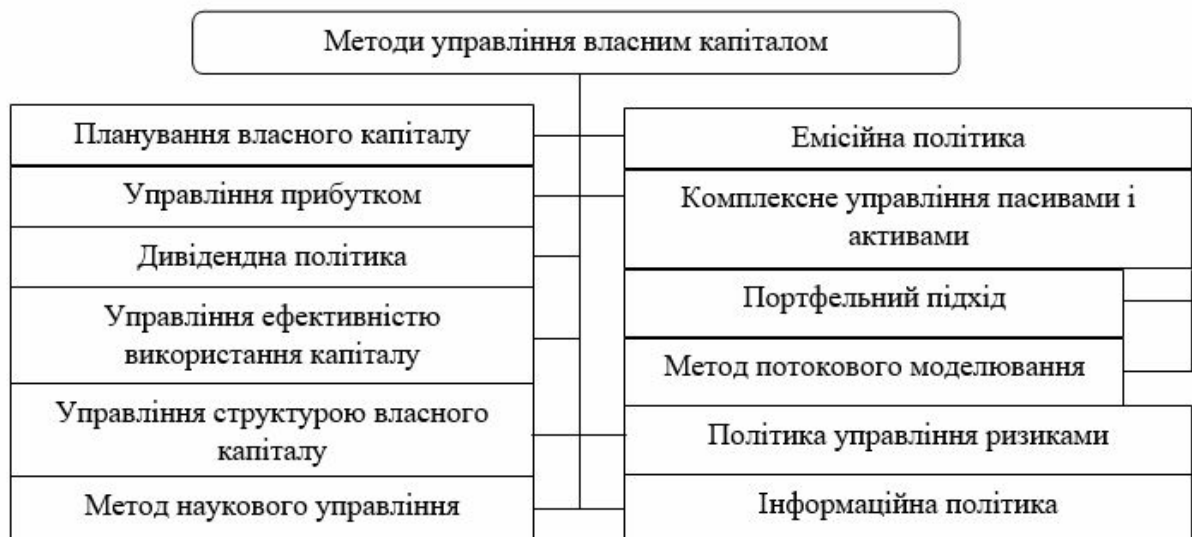 Методи управління власним капіталом
Планування власного капіталу
Управління прибутком
Дивідендна політика
Управління ефективністю
використання капіталу
Управління структурою власного
капіталу
Метод наукового управління
Емісійна політика
Комплексне управління пасивами і
активами
Портфельний підхід
Метод потокового моделювання
Політика управління ризиками
Інформаційна політика